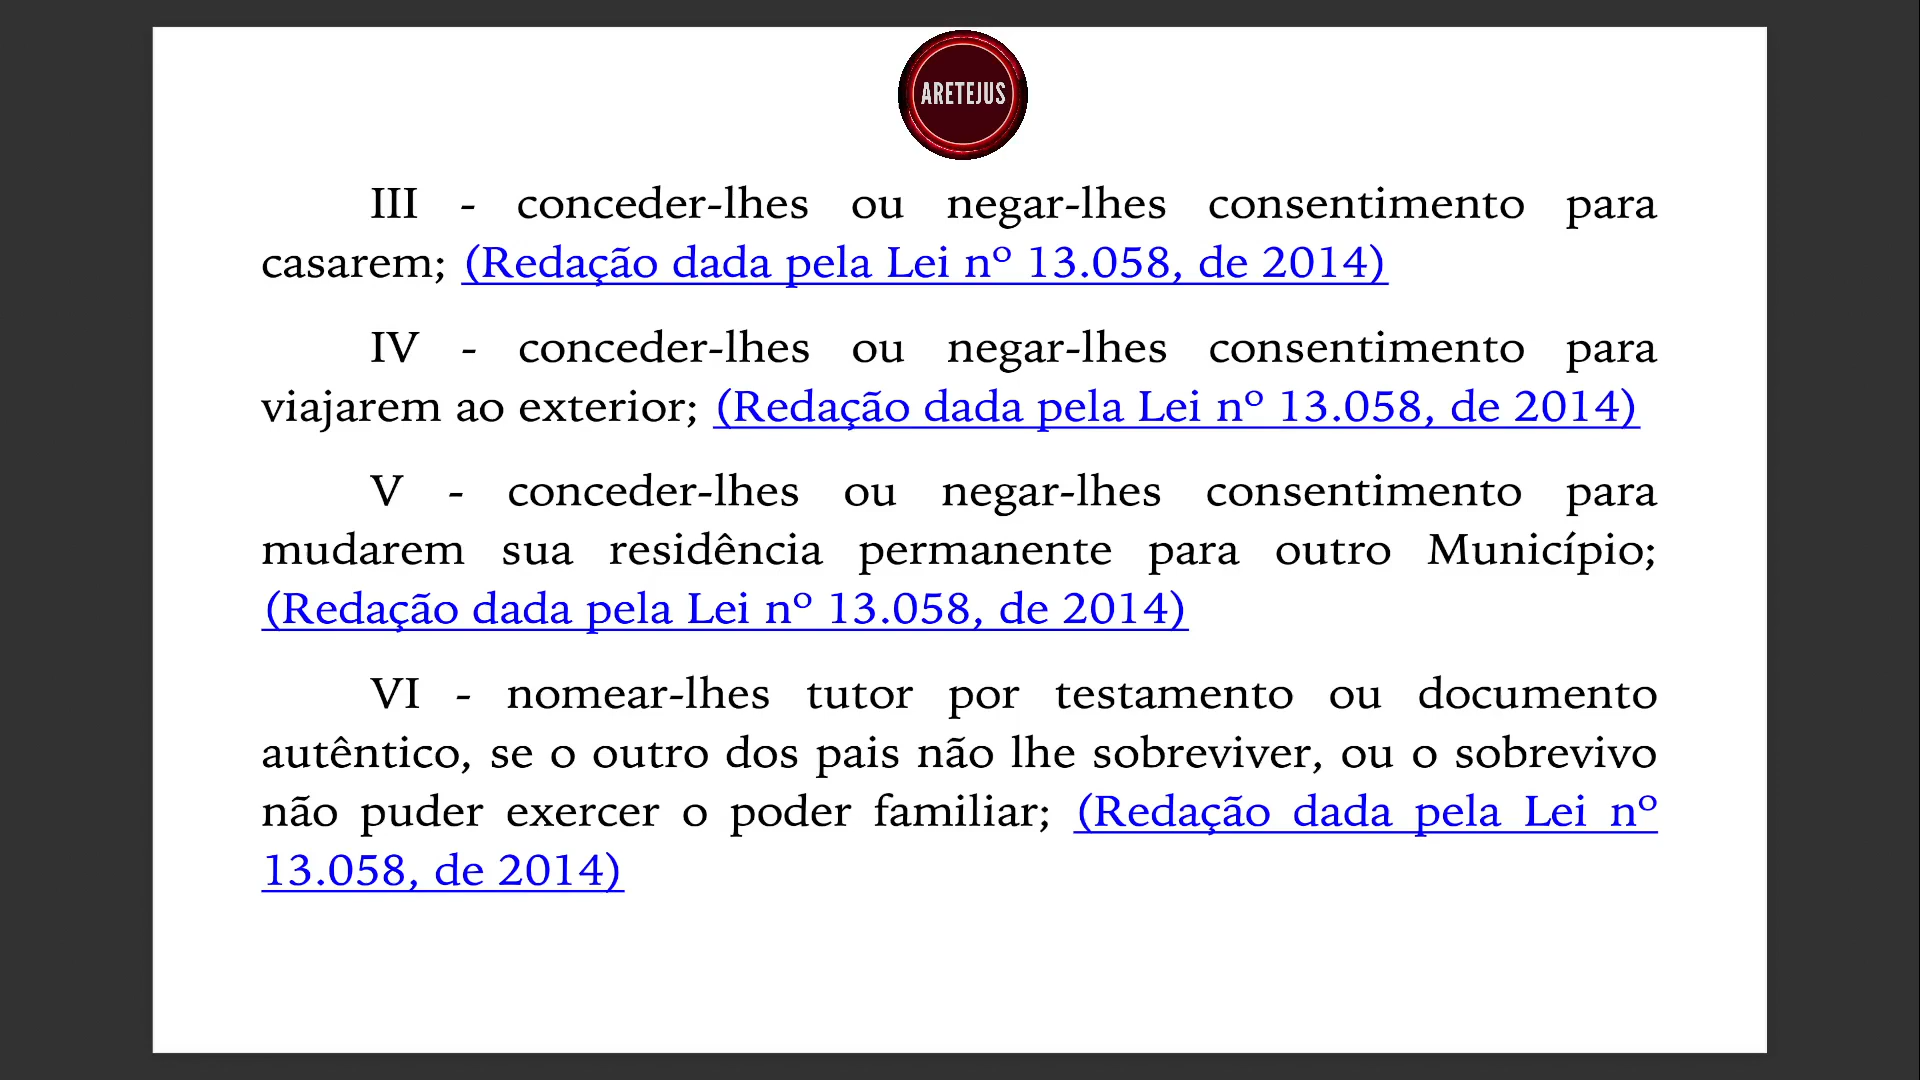 ARETEJUS
III - conceder-lhes ou negar-lhes consentimento para
casarem; (Redação dada pela Lei nº 13.058, de 2014)
IV - conceder-lhes ou negar-lhes consentimento para
viajarem ao exterior; (Redação dada pela Lei nº 13.058, de 2014)
V - conceder-lhes ou negar-lhes consentimento para
mudarem sua residência permanente para outro Município;
(Redação dada pela Lei nº 13.058, de 2014)
VI - nomear-lhes tutor por testamento ou documento
autêntico, se o outro dos pais não lhe sobreviver, ou o sobrevivo
não puder exercer o poder familiar; (Redação dada pela Lei nº
13.058, de 2014)